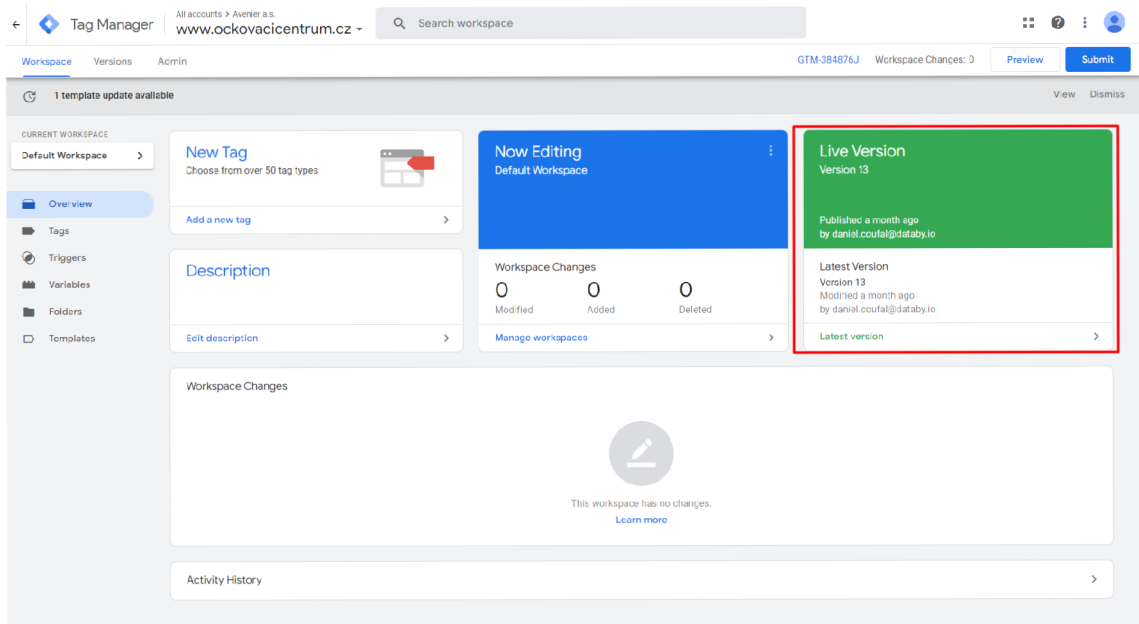 All accounts > Avenier a.s.
Tag Manager
www.ockovacicentrum.cz
Search workspace
Workspace Versions Admin
GTM-384876J Workspace Changes: 0 Preview Submit
1 template update available
View Dismiss
CURRENT WORKSPACE
Default Workspace
Overview
Tags
Triggers
Variables
Folders
Templates
New Tag
Choose from over 50 tag types
Add a new tag
Description
Edit description
Now Editing
Default Workspace
Workspace Changes
0 0 0
Modified Added Deleted
Manage workspaces
Live Version
Version 13
Published a month ago
by daniel.coufal@databy.io
Latest Version
Version 13
Modified a month ago
by daniel.coufal@databy.io
Latest version
Workspace Changes
This workspace has no changes.
Learn more
Activity History